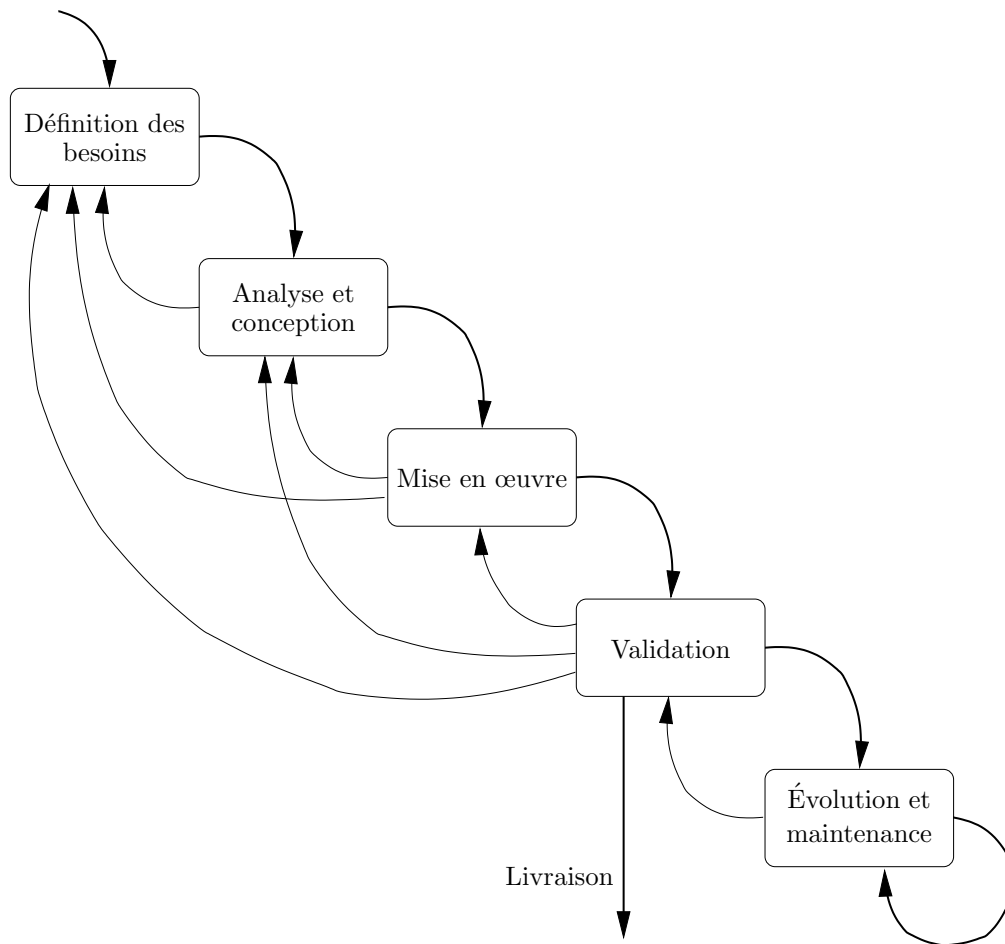 Définition des
besoins
Analyse et
conception
Mise en œuvre
Validation
Évolution et
maintenance
Livraison